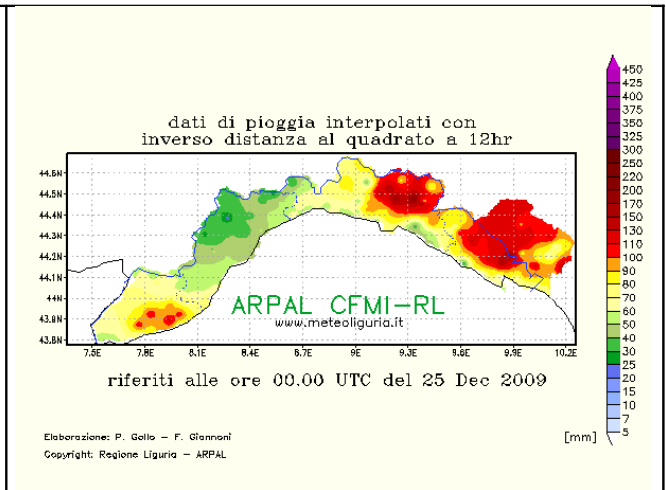 dati di pioggia interpolati con
inverso distanza al quadrato a 12hr
450
425
400
375
350
325
300
250
220
200
170
150
130
110
100
90
80
70
60
50
40
30
25
20
15
10
7
5
[mm]
44.6N
44.5N
44.4N
44.3N
44.2N
44.1N
44N
43.9N
43.8N
ARPAL CFMI-RL
www.meteoliguria.it
7.5E 7.8E 8.1E 8.4E 8.7E 9E 9.3E 9.6E 9.9E 10.2E
riferiti alle ore 00.00 UTC del 25 Dec 2009
Elaborazione: P. Gollo - F. Giannoni
Copyright: Regione Liguria - ARPAL